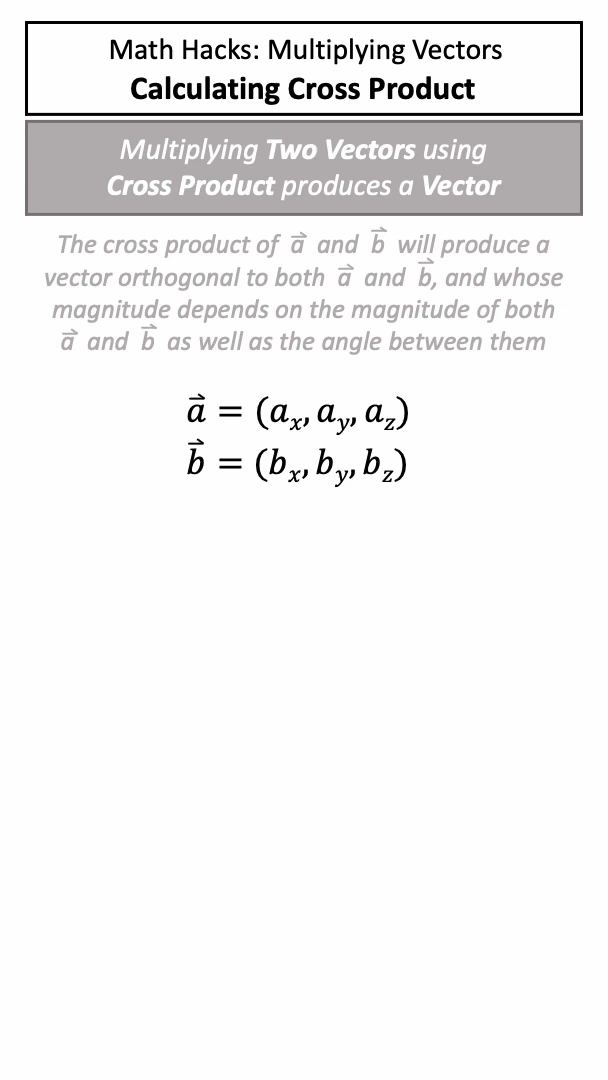 Math Hacks: Multiplying Vectors
Calculating Cross Product
Multiplying Two Vectors using
Cross Product produces a Vector
The cross product of a⃗ and b⃗ will produce a
vector orthogonal to both a⃗ and b⃗, and whose
magnitude depends on the magnitude of both
a⃗ and b⃗ as well as the angle between them
a⃗ = (aₓ, a_y, a_z)
b⃗ = (bₓ, b_y, b_z)